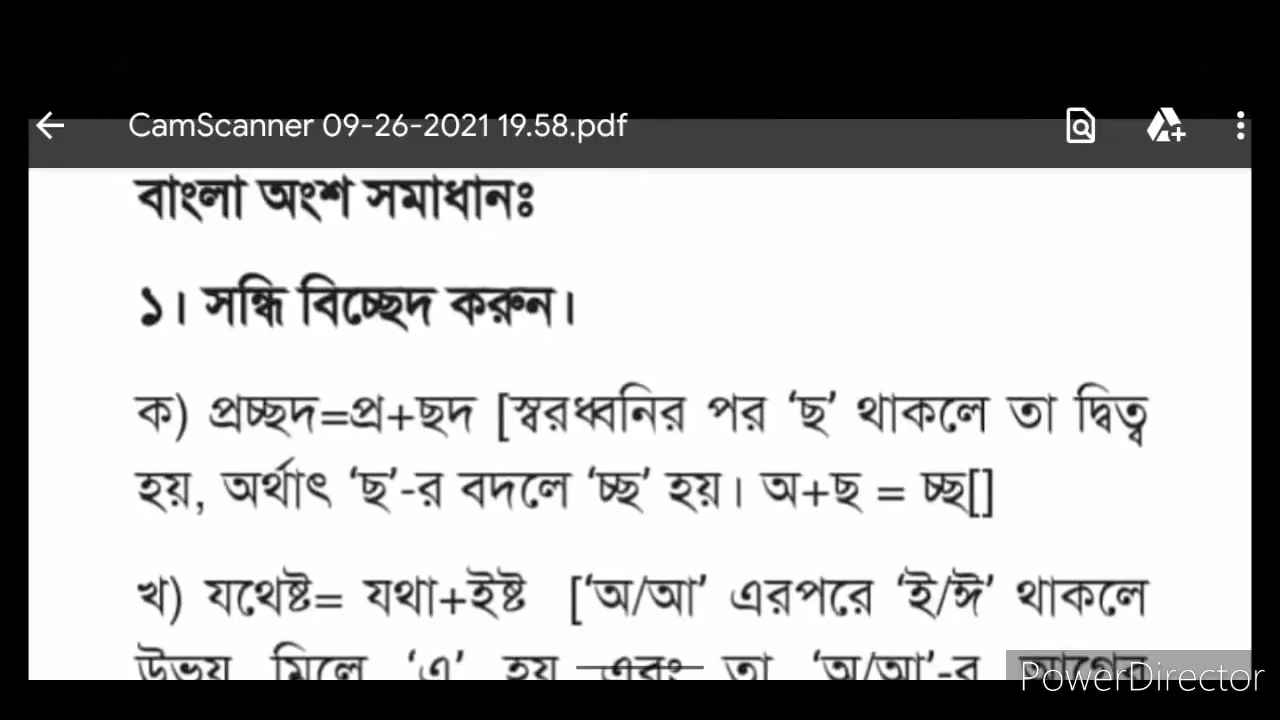 CamScanner 09-26-2021 19.58.pdf
বাংলা অংশ সমাধানঃ
১। সন্ধি বিচ্ছেদ করুন।
ক) প্রচ্ছদ=প্র+ছদ [স্বরধ্বনির পর ‘ছ’ থাকলে তা দ্বিত্ব
হয়, অর্থাৎ ‘ছ’-র বদলে ‘চ্ছ’ হয়। অ+ছ = চ্ছ[]
খ) যথেষ্ট= যথা+ইষ্ট [‘অ/আ’ এরপরে ‘ই/ঈ’ থাকলে
উভয় মিলে ‘এ’ হয় এবং তা ‘অ/আ’-র আগের
PowerDirector